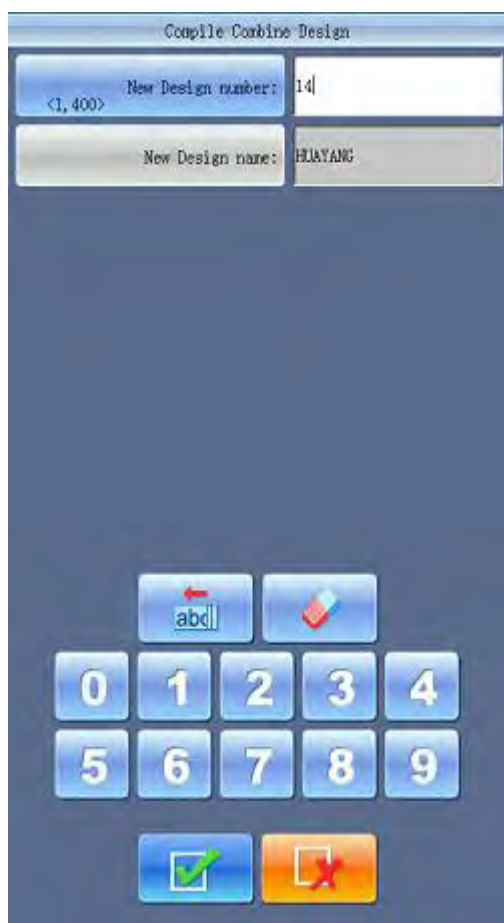 Compile Combine Design
New Design number:
<1,400>
14
New Design name:
HUAYANG
abc
0 1 2 3 4
5 6 7 8 9